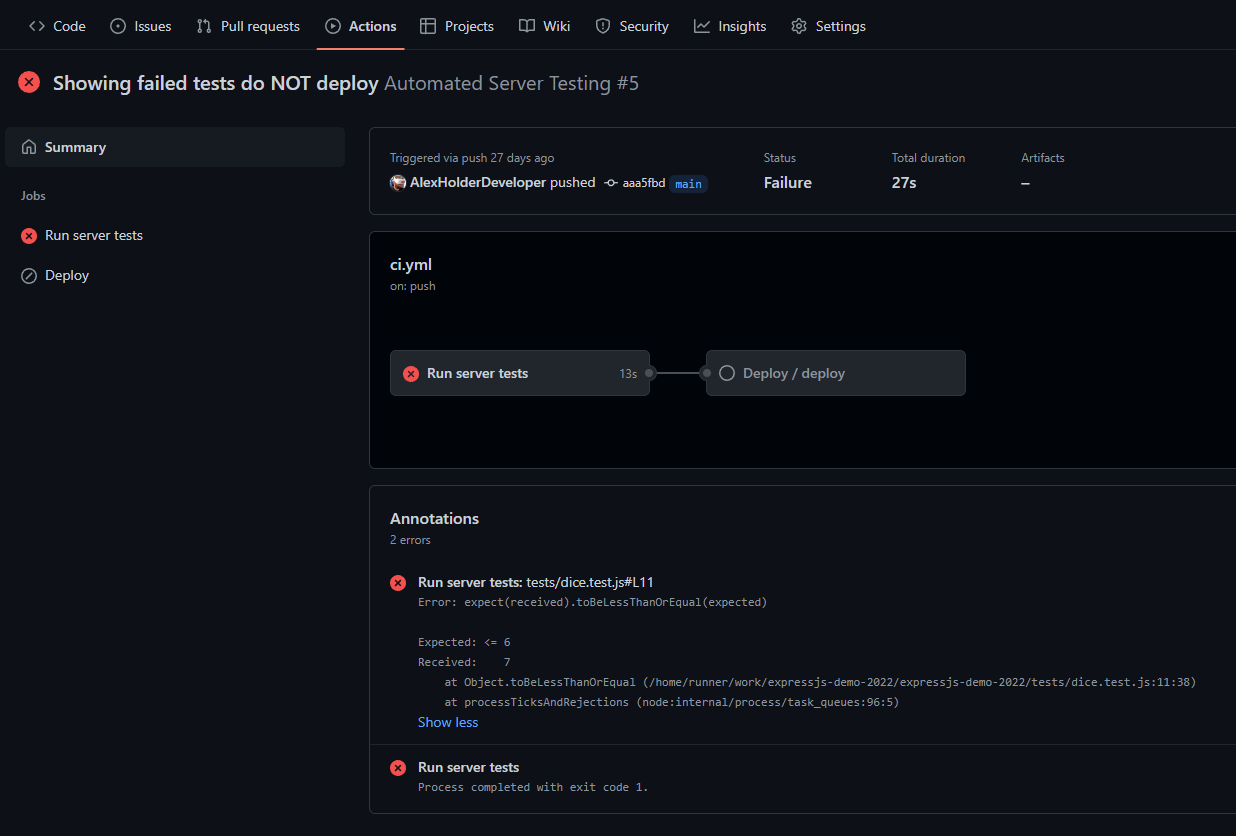 Code Issues Pull requests Actions Projects Wiki Security Insights Settings
Showing failed tests do NOT deploy Automated Server Testing #5
Summary
Jobs
Run server tests
Deploy
Triggered via push 27 days ago
AlexHolderDeveloper pushed aaa5fbd main
Status
Failure
Total duration
27s
Artifacts
–
ci.yml
on: push
Run server tests 13s
Deploy / deploy
Annotations
2 errors
Run server tests: tests/dice.test.js#L11
Error: expect(received).toBeLessThanOrEqual(expected)
Expected: <= 6
Received:    7
at Object.toBeLessThanOrEqual (/home/runner/work/expressjs-demo-2022/expressjs-demo-2022/tests/dice.test.js:11:38)
at processTicksAndRejections (node:internal/process/task_queues:96:5)
Show less
Run server tests
Process completed with exit code 1.